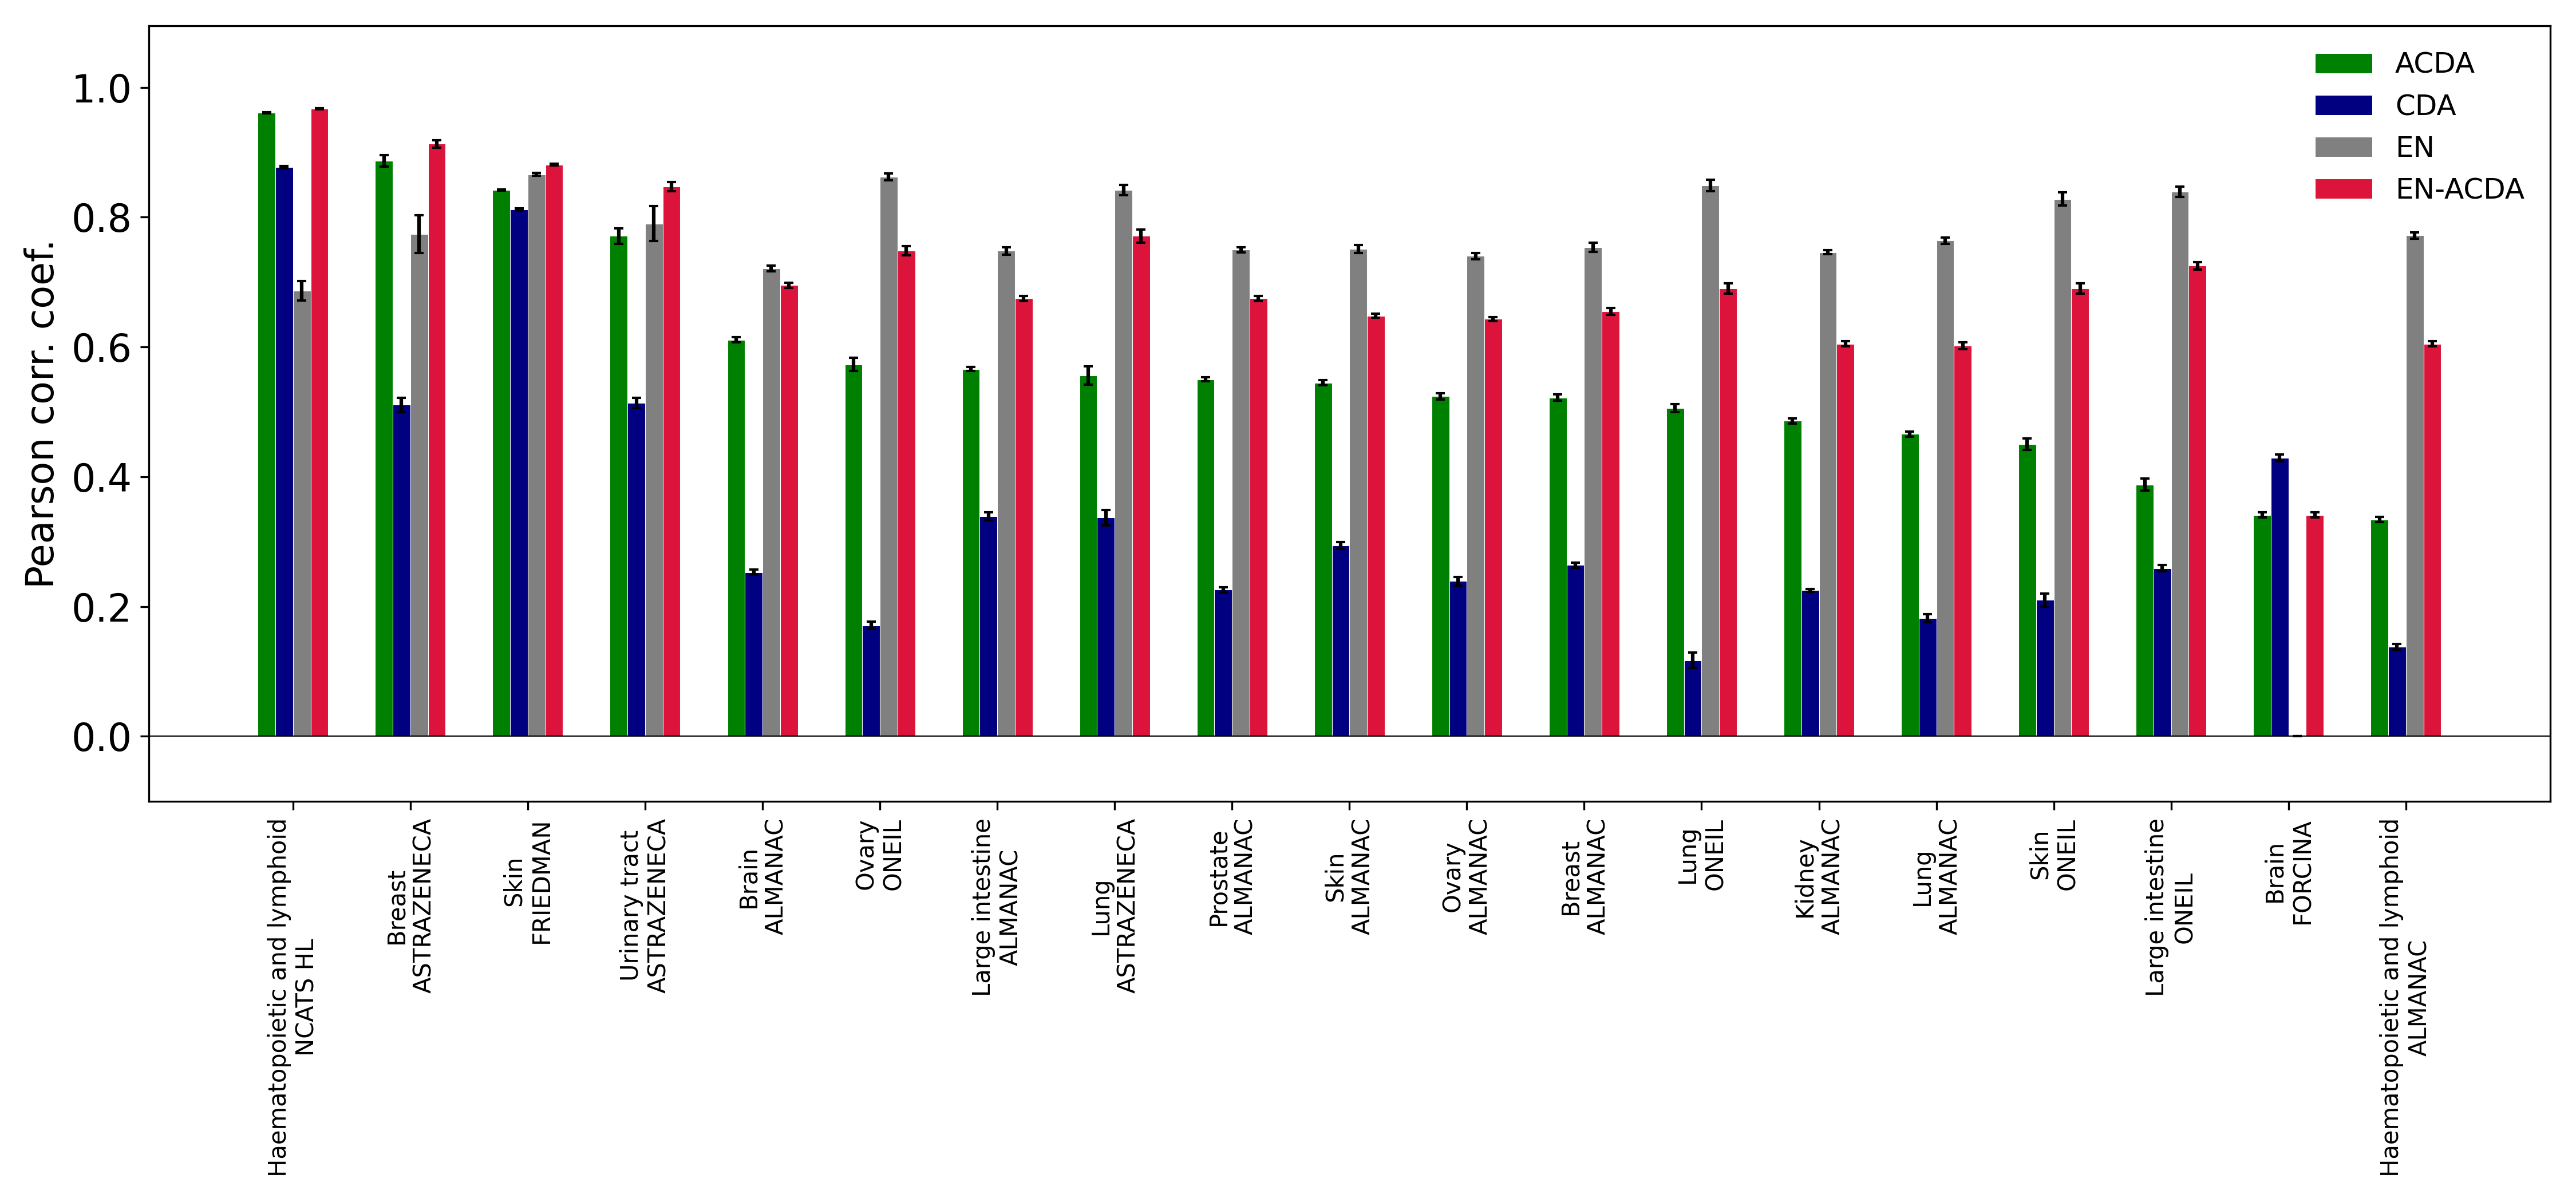 Pearson corr. coef.
1.0
0.8
0.6
0.4
0.2
0.0
ACDA
CDA
EN
EN-ACDA
Haematopoietic and lymphoid
NCATS HL
Breast
ASTRAZENECA
Skin
FRIEDMAN
Urinary tract
ASTRAZENECA
Brain
ALMANAC
Ovary
ONEIL
Large intestine
ALMANAC
Lung
ASTRAZENECA
Prostate
ALMANAC
Skin
ALMANAC
Ovary
ALMANAC
Breast
ALMANAC
Lung
ONEIL
Kidney
ALMANAC
Lung
ALMANAC
Skin
ONEIL
Large intestine
ONEIL
Brain
FORCINA
Haematopoietic and lymphoid
ALMANAC